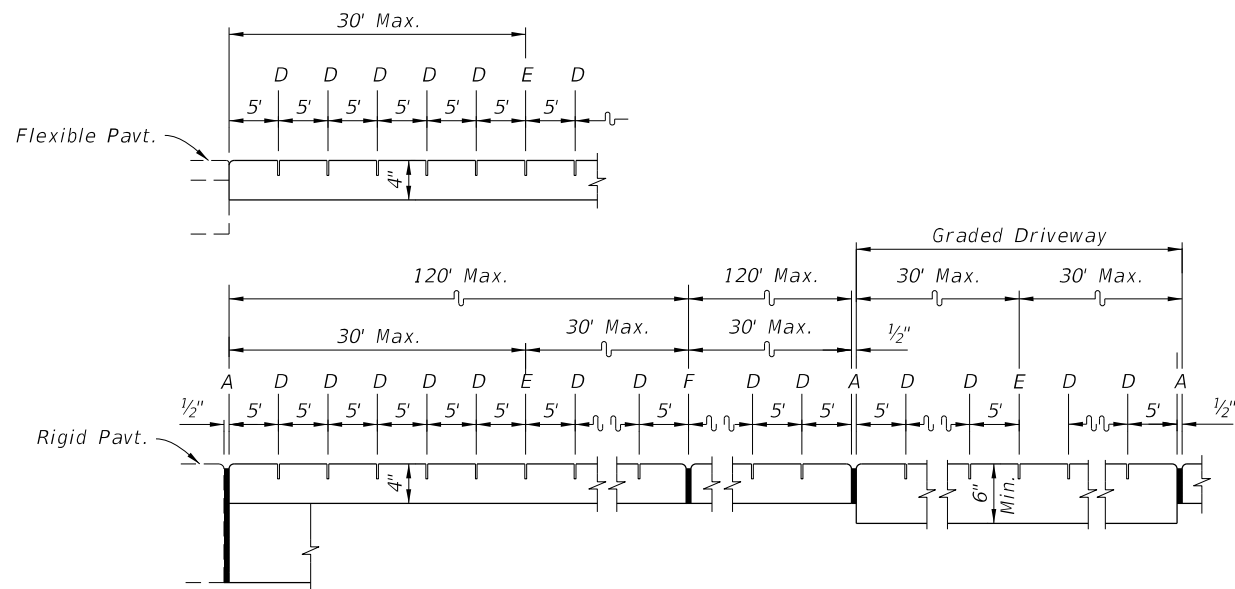 30' Max.
D D D D D E D
5' 5' 5' 5' 5' 5' 5'
Flexible Pavt.
4"
Graded Driveway
120' Max. 120' Max. 30' Max. 30' Max.
30' Max. 30' Max. 30' Max. ½"
A D D D D D E D D F D D A D D E D D A
½" 5' 5' 5' 5' 5' 5' 5' 5' 5' 5' 5' 5' 5' ½"
Rigid Pavt.
4"
6" Min.